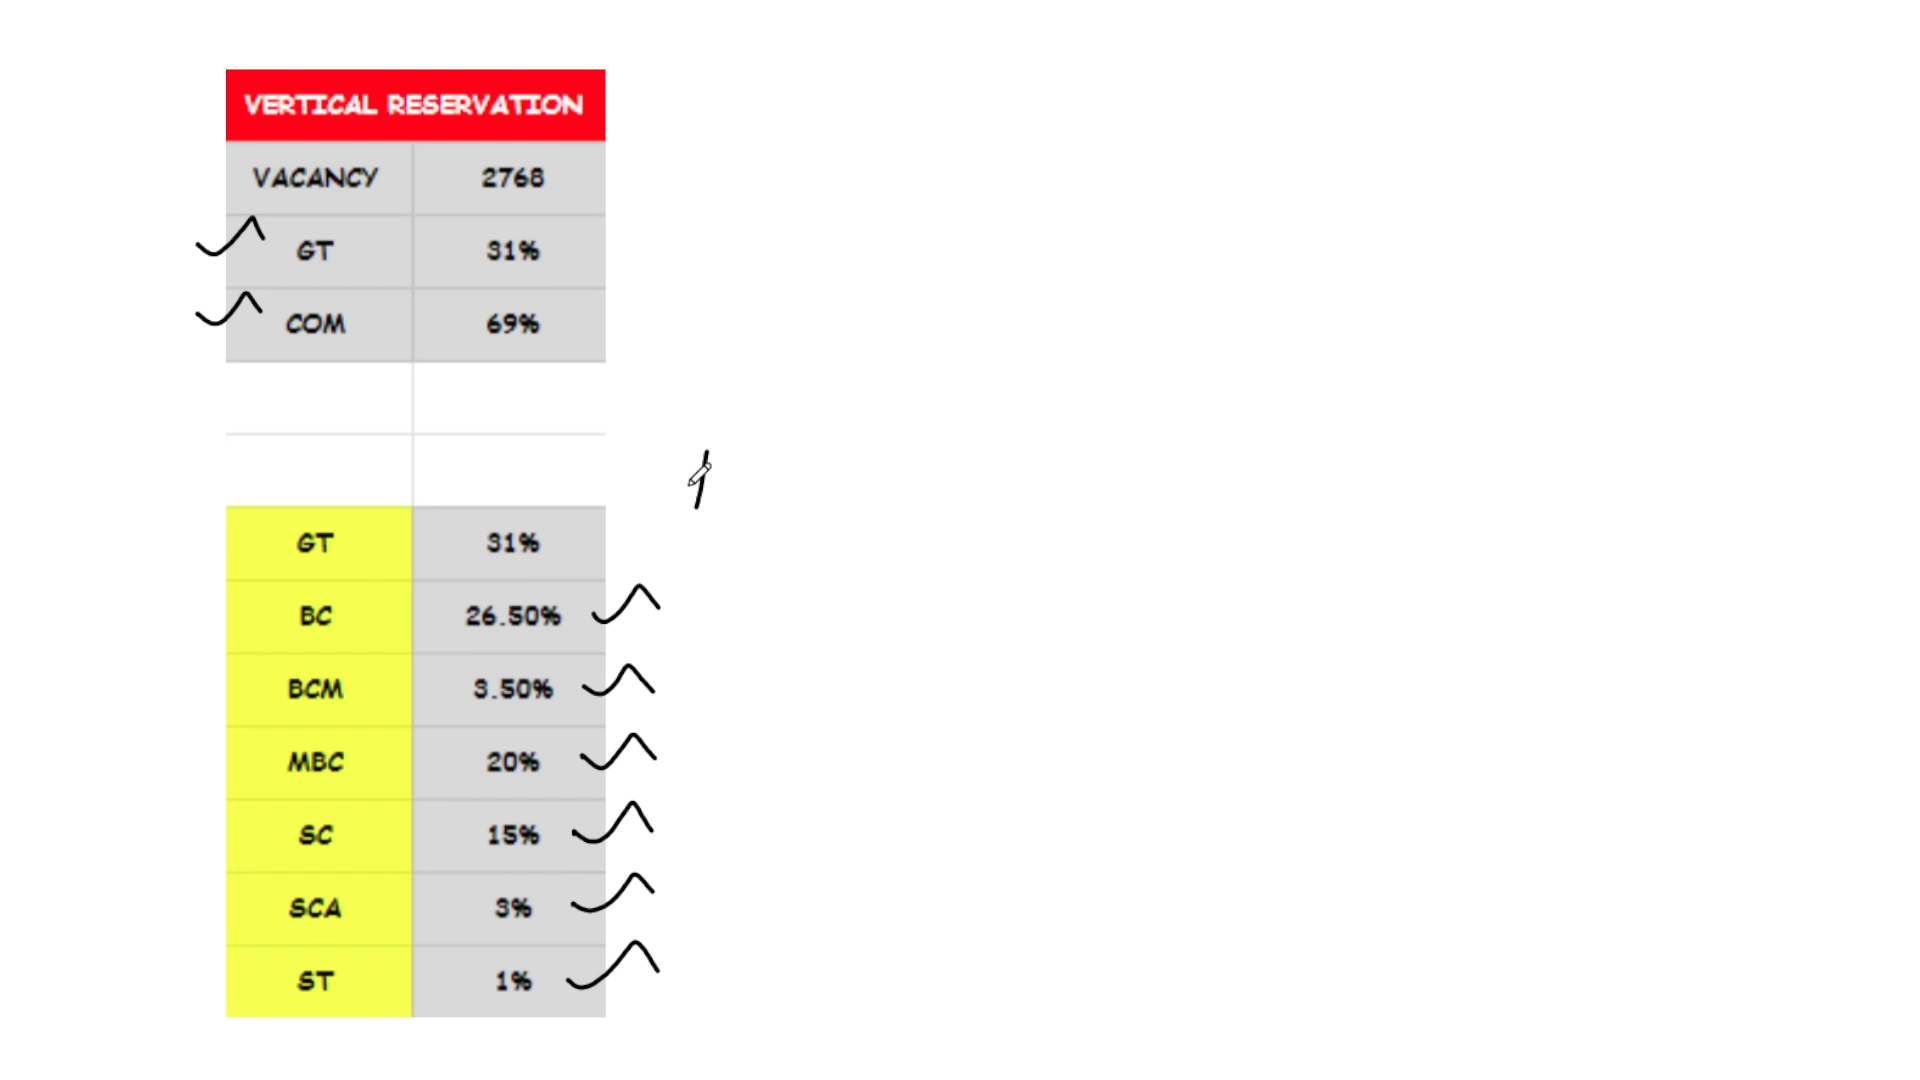 VERTICAL RESERVATION
VACANCY 2768
GT 31%
COM 69%
GT 31%
BC 26.50%
BCM 3.50%
MBC 20%
SC 15%
SCA 3%
ST 1%